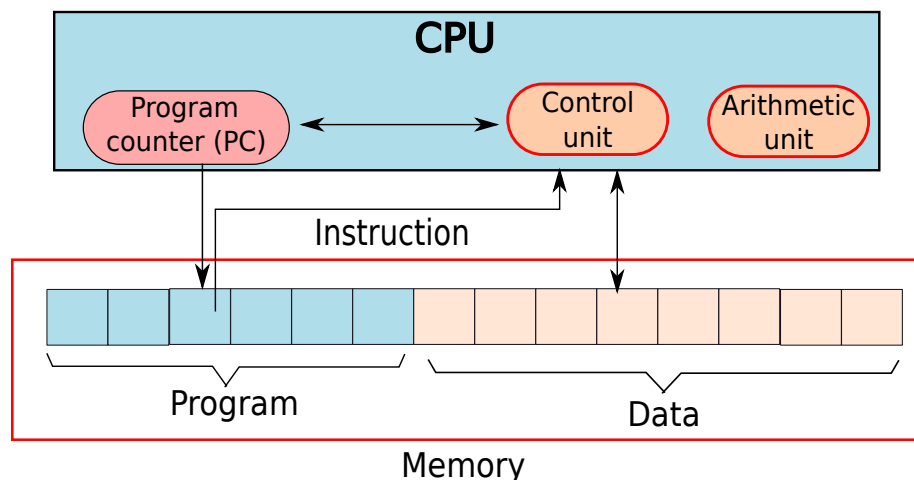 CPU
Program
counter (PC)
Control
unit
Arithmetic
unit
Instruction
Program
Data
Memory